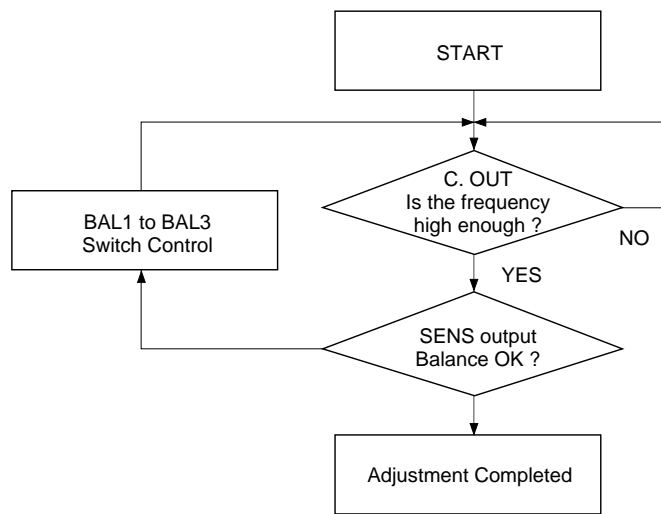 START
C. OUT
Is the frequency
high enough ?
NO
BAL1 to BAL3
Switch Control
YES
SENS output
Balance OK ?
Adjustment Completed